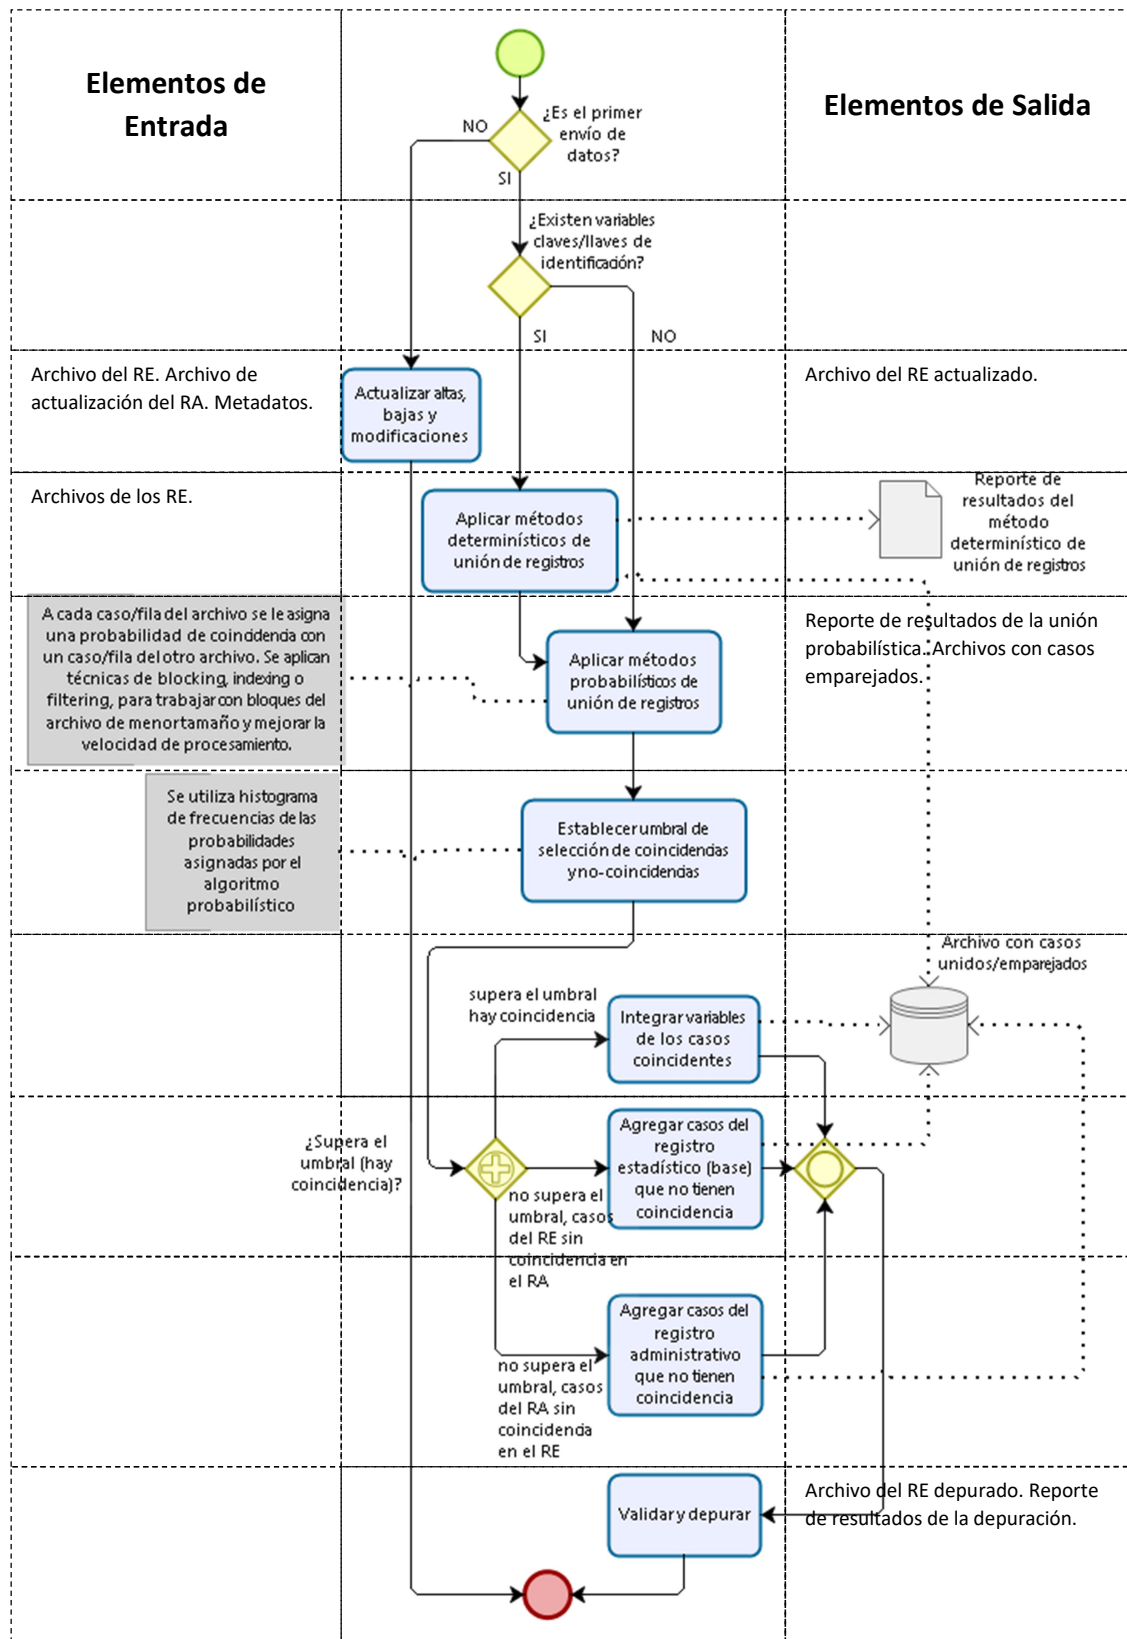 Elementos de
Entrada
Elementos de Salida
¿Es el primer
envío de
datos?
NO
SI
¿Existen variables
claves/llaves de
identificación?
SI
NO
Archivo del RE. Archivo de
actualización del RA. Metadatos.
Actualizar altas,
bajas y
modificaciones
Archivo del RE actualizado.
Archivos de los RE.
Aplicar métodos
determinísticos de
unión de registros
Reporte de
resultados del
método
determinístico de
unión de registros
A cada caso/fila del archivo se le asigna
una probabilidad de coincidencia con
un caso/fila del otro archivo. Se aplican
técnicas de blocking, indexing o
filtering, para trabajar con bloques del
archivo de menor tamaño y mejorar la
velocidad de procesamiento.
Aplicar métodos
probabilísticos de
unión de registros
Reporte de resultados de la unión
probabilística. Archivos con casos
emparejados.
Se utiliza histograma
de frecuencias de las
probabilidades
asignadas por el
algoritmo
probabilístico
Establecer umbral de
selección de coincidencias
y no-coincidencias
Archivo con casos
unidos/emparejados
supera el umbral
hay coincidencia
Integrar variables
de los casos
coincidentes
¿Supera el
umbral (hay
coincidencia)?
Agregar casos del
registro
estadístico (base)
que no tienen
coincidencia
no supera el
umbral, casos
del RE sin
coincidencia en
el RA
Agregar casos del
registro
administrativo
que no tienen
coincidencia
no supera el
umbral, casos
del RA sin
coincidencia
en el RE
Validar y depurar
Archivo del RE depurado. Reporte
de resultados de la depuración.